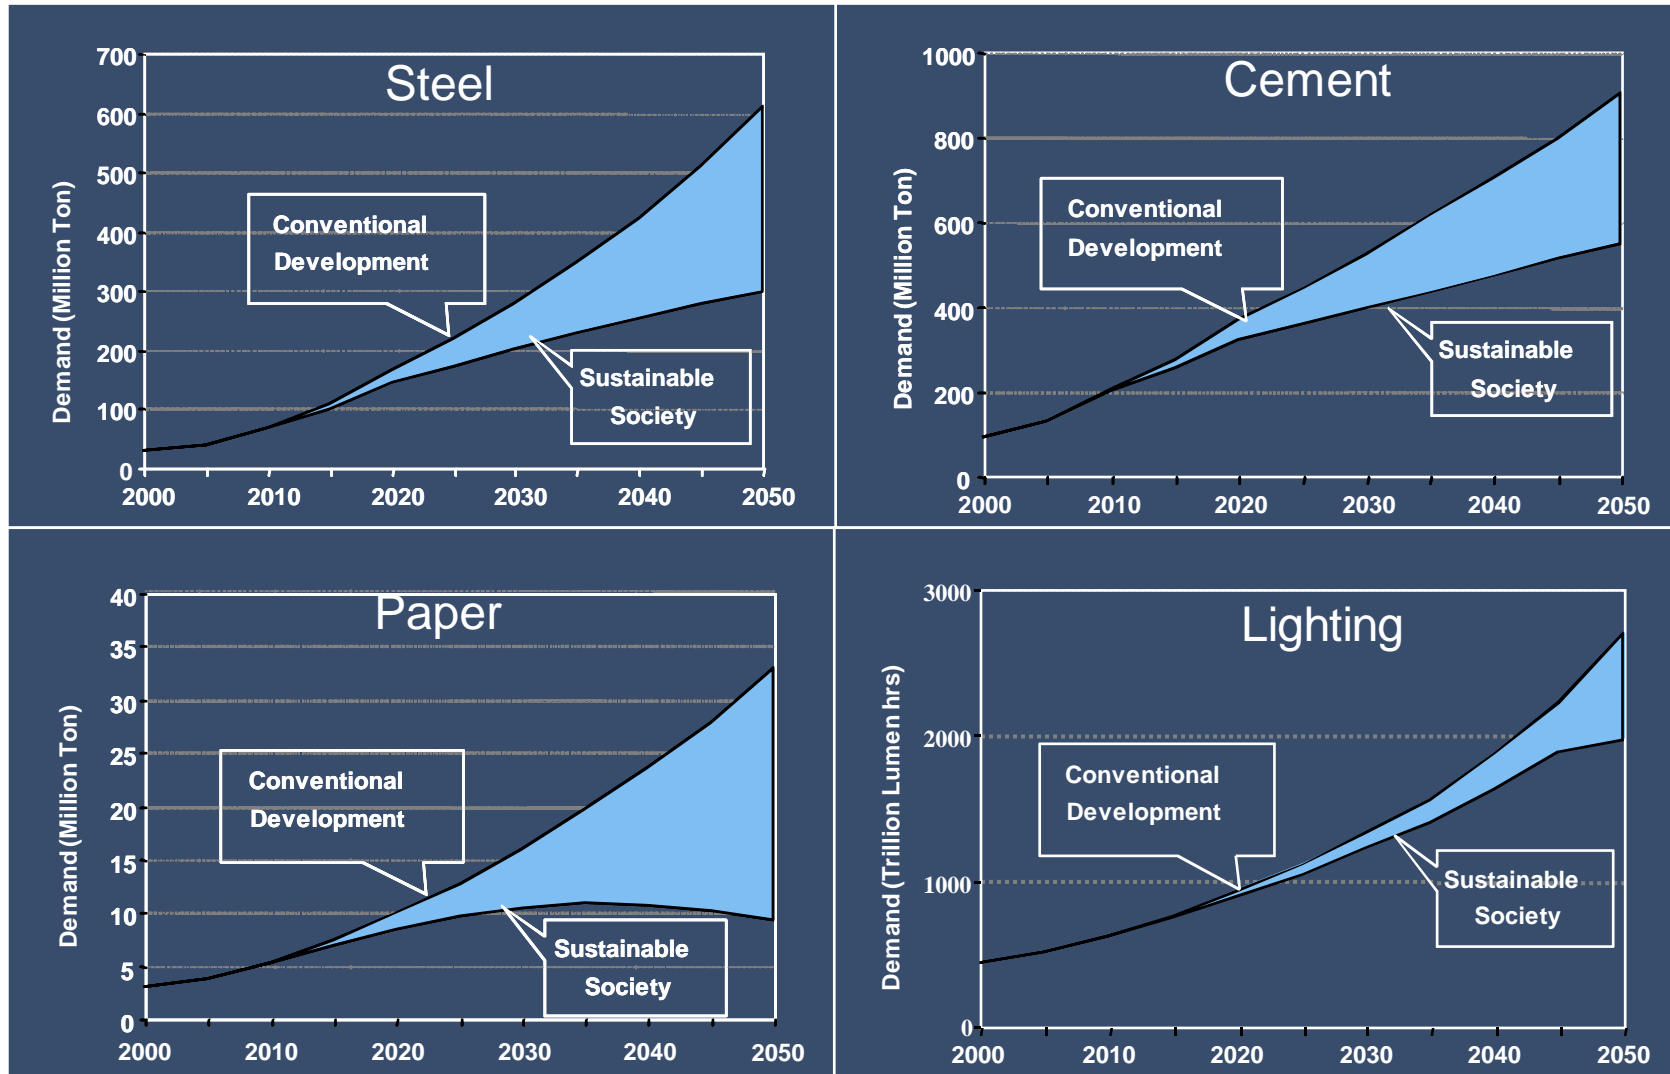 Steel
Demand (Million Ton)
700
600
500
400
300
200
100
0
Conventional
Development
Sustainable
Society
2000 2010 2020 2030 2040 2050
Cement
Demand (Million Ton)
1000
800
600
400
200
0
Conventional
Development
Sustainable
Society
2000 2010 2020 2030 2040 2050
Paper
Demand (Million Ton)
40
35
30
25
20
15
10
5
0
Conventional
Development
Sustainable
Society
2000 2010 2020 2030 2040 2050
Lighting
Demand (Trillion Lumen hrs)
3000
2000
1000
0
Conventional
Development
Sustainable
Society
2000 2010 2020 2030 2040 2050